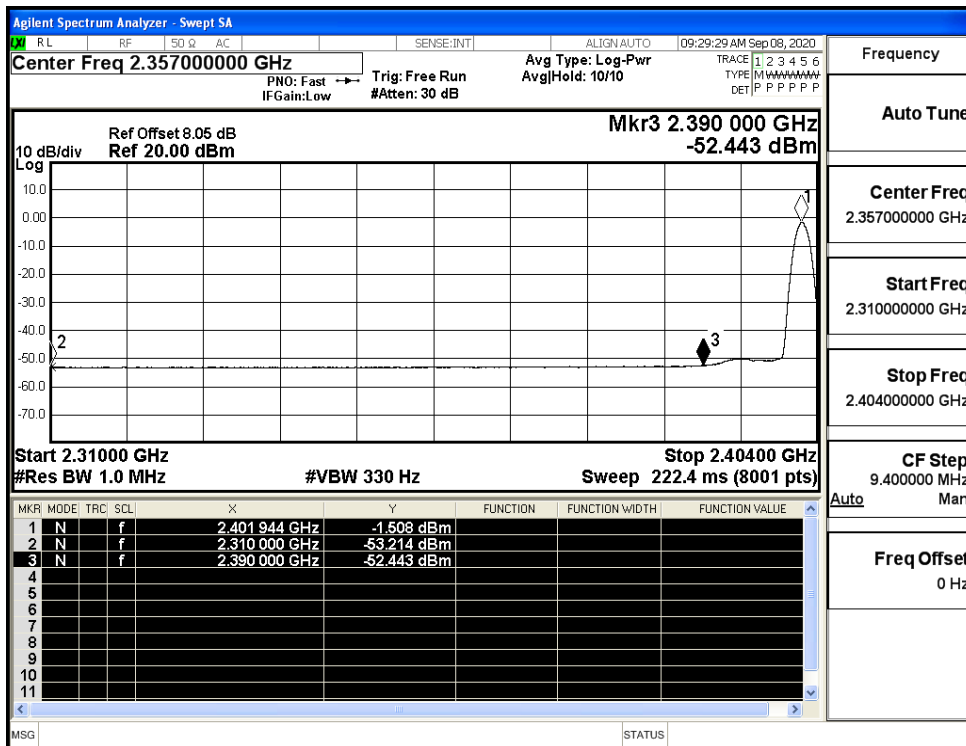 Agilent Spectrum Analyzer - Swept SA
LXI RL RF 50 Ω AC SENSE:INT ALIGN AUTO 09:29:29 AM Sep 08, 2020
Center Freq 2.357000000 GHz
PNO: Fast
IFGain:Low
Trig: Free Run
#Atten: 30 dB
Avg Type: Log-Pwr
Avg|Hold: 10/10
TRACE 1 2 3 4 5 6
TYPE M W W W W W
DET P P P P P P
Ref Offset 8.05 dB
10 dB/div Ref 20.00 dBm
Log
Mkr3 2.390 000 GHz
-52.443 dBm
10.0
0.00
-10.0
-20.0
-30.0
-40.0
-50.0
-60.0
-70.0
1
2
3
Start 2.31000 GHz Stop 2.40400 GHz
#Res BW 1.0 MHz #VBW 330 Hz Sweep 222.4 ms (8001 pts)
MKR MODE TRC SCL X Y FUNCTION FUNCTION WIDTH FUNCTION VALUE
1 N f 2.401 944 GHz -1.508 dBm
2 N f 2.310 000 GHz -53.214 dBm
3 N f 2.390 000 GHz -52.443 dBm
4
5
6
7
8
9
10
11
MSG STATUS
Frequency
Auto Tune
Center Freq
2.357000000 GHz
Start Freq
2.310000000 GHz
Stop Freq
2.404000000 GHz
CF Step
9.400000 MHz
Auto Man
Freq Offset
0 Hz